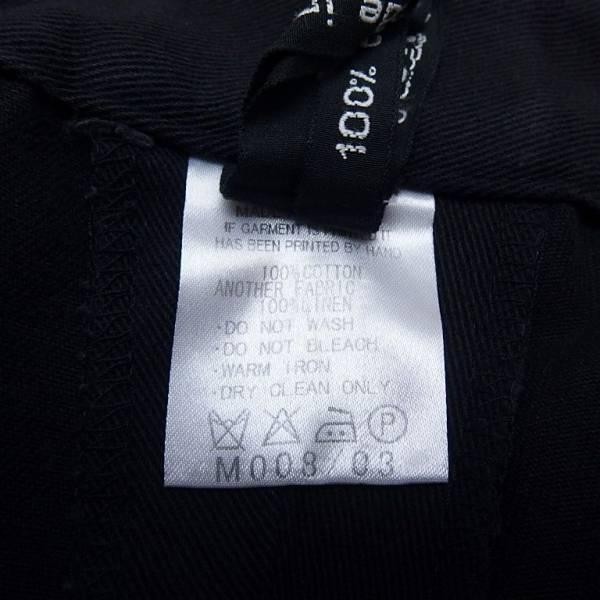 100%
MADE
IF GARMENT IS
HAS BEEN PRINTED BY HAND
100% COTTON
ANOTHER FABRIC
100% LINEN
·DO NOT WASH
·DO NOT BLEACH
·WARM IRON
·DRY CLEAN ONLY
P
M008/03